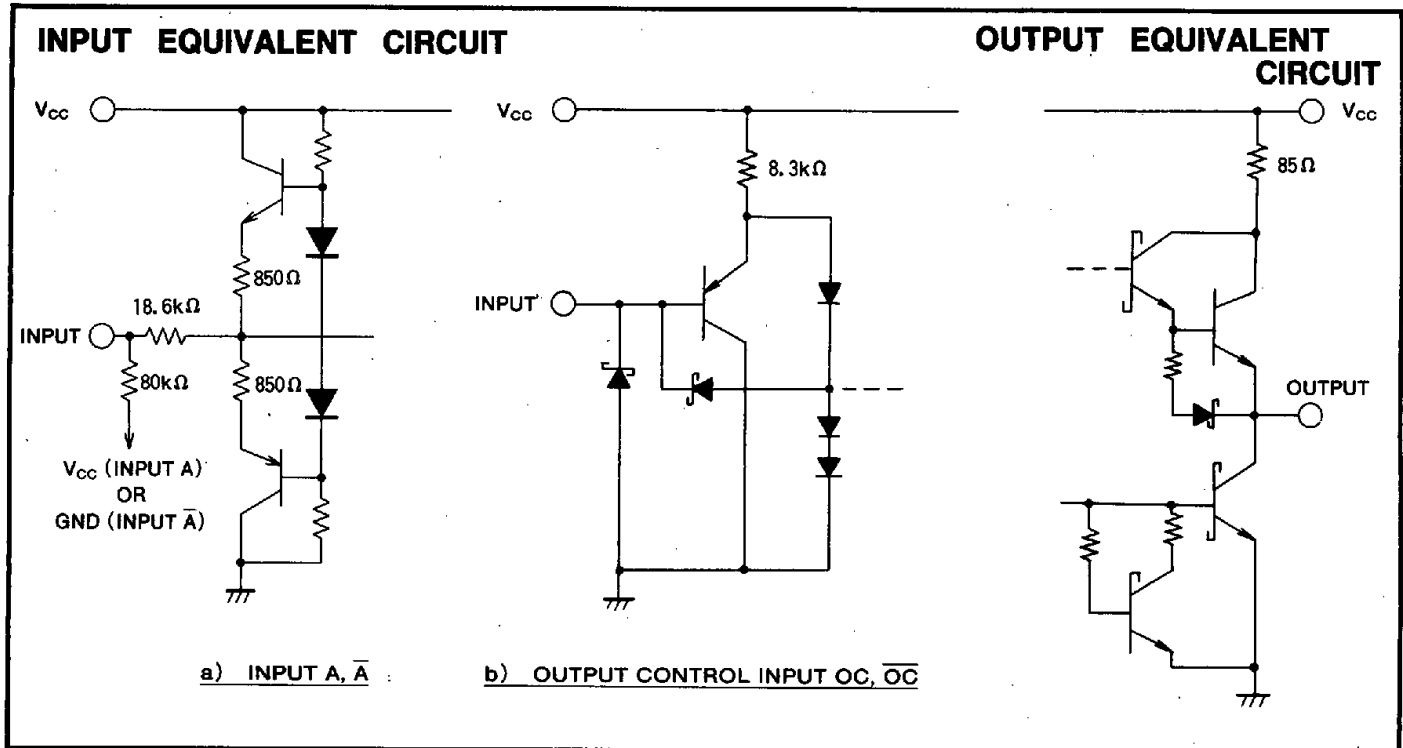 INPUT EQUIVALENT CIRCUIT
VCC
850Ω
18.6kΩ
INPUT
80kΩ
850Ω
VCC (INPUT A)
OR
GND (INPUT A̅)
a) INPUT A, A̅
VCC
8.3kΩ
INPUT
b) OUTPUT CONTROL INPUT OC, O̅C̅
OUTPUT EQUIVALENT
CIRCUIT
VCC
85Ω
OUTPUT